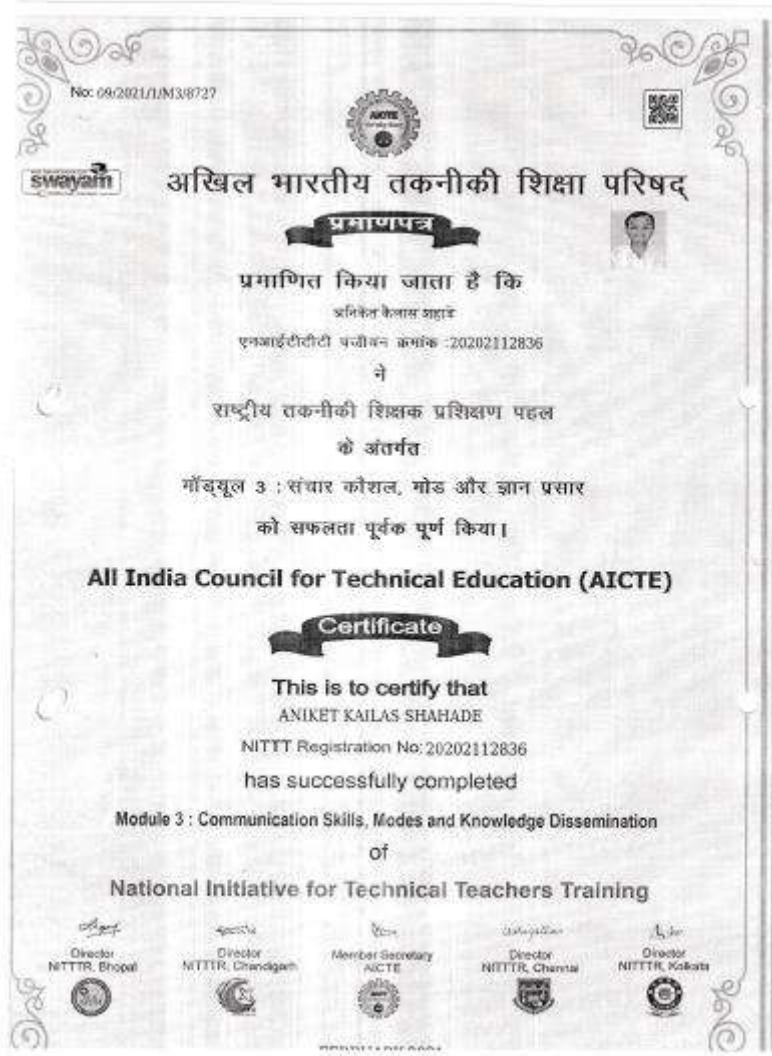 No: 09/2021/1/M3/8727
AICTE
swayam
अखिल भारतीय तकनीकी शिक्षा परिषद्
प्रमाणपत्र
प्रमाणित किया जाता है कि
अनिकेत कैलास शहाडे
एनआईटीटीटी पंजीयन क्रमांक :20202112836
ने
राष्ट्रीय तकनीकी शिक्षक प्रशिक्षण पहल
के अंतर्गत
मॉड्यूल 3 : संचार कौशल, मोड और ज्ञान प्रसार
को सफलता पूर्वक पूर्ण किया।
All India Council for Technical Education (AICTE)
Certificate
This is to certify that
ANIKET KAILAS SHAHADE
NITTT Registration No: 20202112836
has successfully completed
Module 3 : Communication Skills, Modes and Knowledge Dissemination
of
National Initiative for Technical Teachers Training
Director Director Member Secretary Director Director
NITTTR, Bhopal NITTTR, Chandigarh AICTE NITTTR, Chennai NITTTR, Kolkata